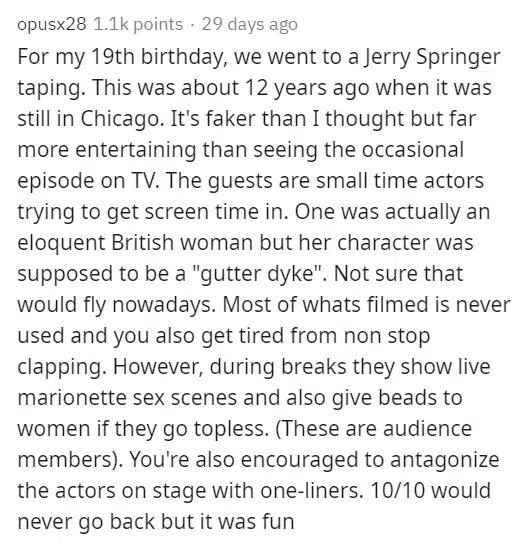 opusx28 1.1k points · 29 days ago
For my 19th birthday, we went to a Jerry Springer
taping. This was about 12 years ago when it was
still in Chicago. It's faker than I thought but far
more entertaining than seeing the occasional
episode on TV. The guests are small time actors
trying to get screen time in. One was actually an
eloquent British woman but her character was
supposed to be a "gutter dyke". Not sure that
would fly nowadays. Most of whats filmed is never
used and you also get tired from non stop
clapping. However, during breaks they show live
marionette sex scenes and also give beads to
women if they go topless. (These are audience
members). You're also encouraged to antagonize
the actors on stage with one-liners. 10/10 would
never go back but it was fun